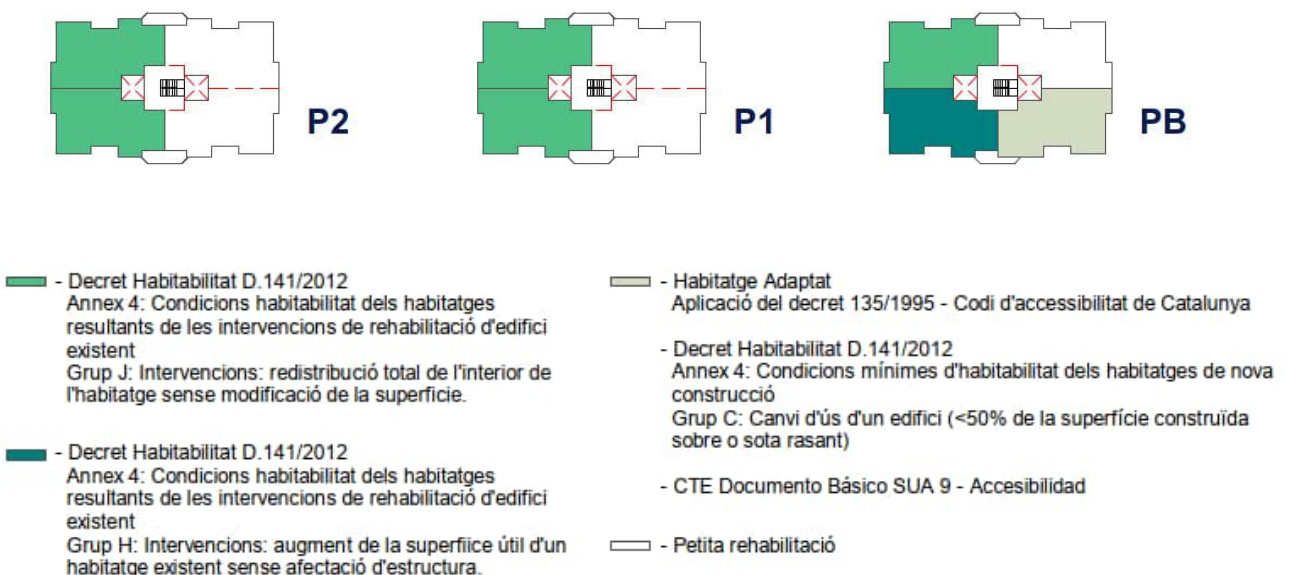 P2
P1
PB
- Decret Habitabilitat D.141/2012
Annex 4: Condicions habitabilitat dels habitatges
resultants de les intervencions de rehabilitació d'edifici
existent
Grup J: Intervencions: redistribució total de l'interior de
l'habitatge sense modificació de la superficie.
- Decret Habitabilitat D.141/2012
Annex 4: Condicions habitabilitat dels habitatges
resultants de les intervencions de rehabilitació d'edifici
existent
Grup H: Intervencions: augment de la superfiice útil d'un
habitatge existent sense afectació d'estructura.
- Habitatge Adaptat
Aplicació del decret 135/1995 - Codi d'accessibilitat de Catalunya
- Decret Habitabilitat D.141/2012
Annex 4: Condicions mínimes d'habitabilitat dels habitatges de nova
construcció
Grup C: Canvi d'ús d'un edifici (<50% de la superfície construïda
sobre o sota rasant)
- CTE Documento Básico SUA 9 - Accesibilidad
- Petita rehabilitació